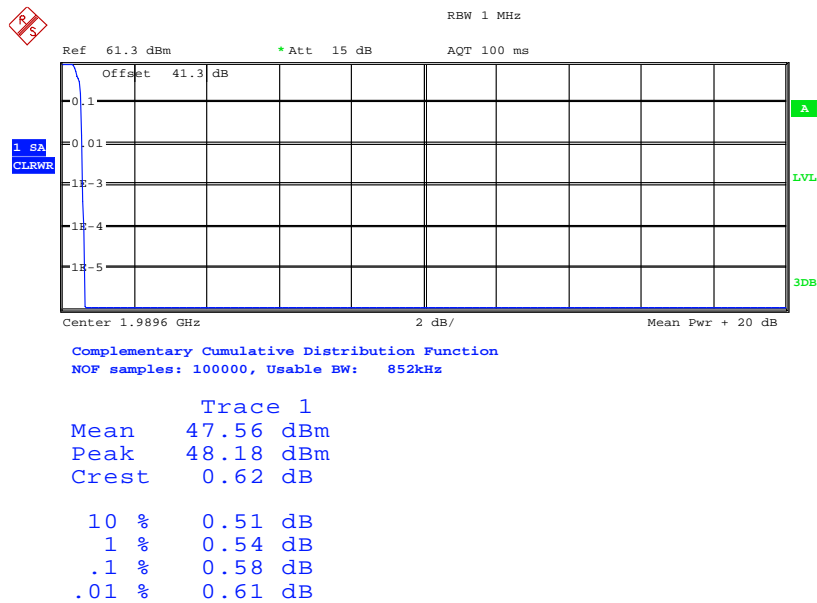 R S
RBW 1 MHz
Ref 61.3 dBm * Att 15 dB AQT 100 ms
Offset 41.3 dB
0.1
A
0.01
1 SA
CLRWR
1E-3
LVL
1E-4
1E-5
3DB
Center 1.9896 GHz 2 dB/ Mean Pwr + 20 dB
Complementary Cumulative Distribution Function
NOF samples: 100000, Usable BW: 852kHz
Trace 1
Mean 47.56 dBm
Peak 48.18 dBm
Crest 0.62 dB
10 % 0.51 dB
1 % 0.54 dB
.1 % 0.58 dB
.01 % 0.61 dB